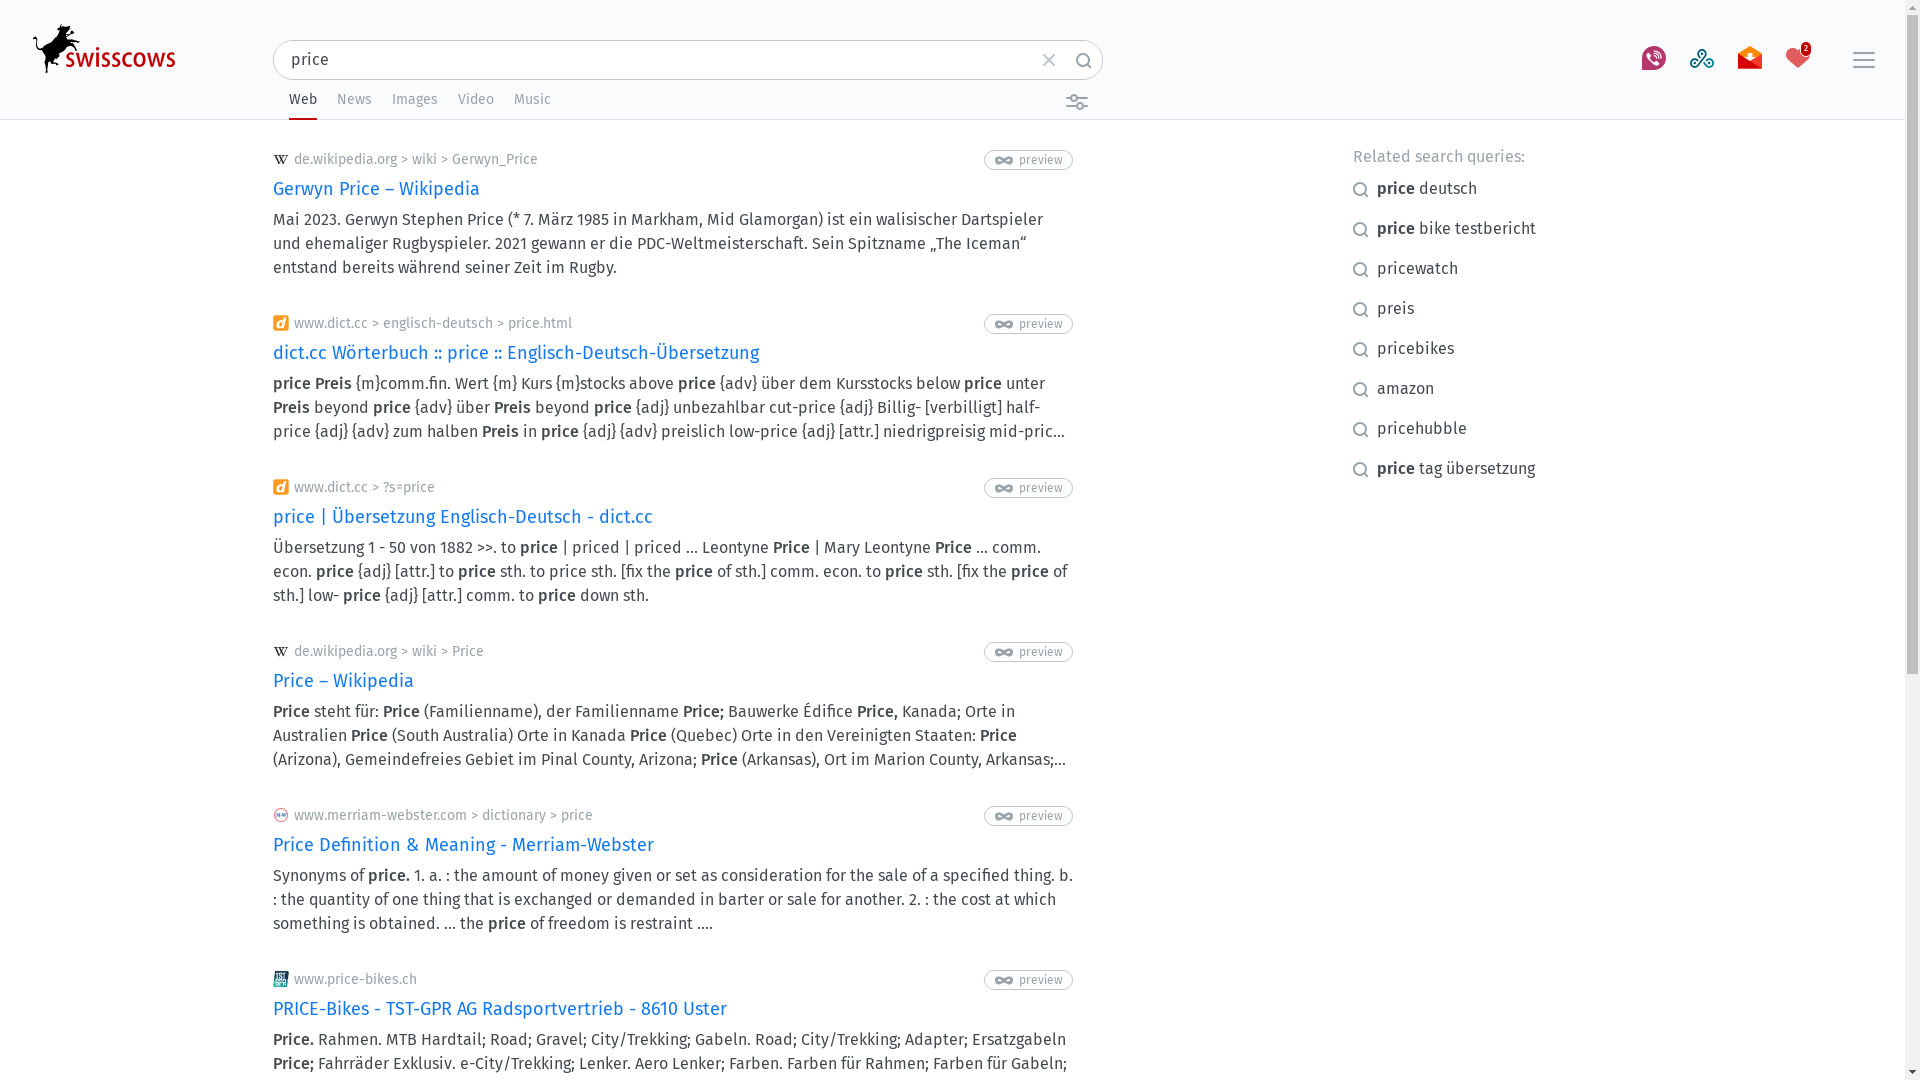 swisscows
price
2
Web News Images Video Music
de.wikipedia.org > wiki > Gerwyn_Price
preview
Gerwyn Price – Wikipedia
Mai 2023. Gerwyn Stephen Price (* 7. März 1985 in Markham, Mid Glamorgan) ist ein walisischer Dartspieler
und ehemaliger Rugbyspieler. 2021 gewann er die PDC-Weltmeisterschaft. Sein Spitzname „The Iceman“
entstand bereits während seiner Zeit im Rugby.
www.dict.cc > englisch-deutsch > price.html
preview
dict.cc Wörterbuch :: price :: Englisch-Deutsch-Übersetzung
price Preis {m}comm.fin. Wert {m} Kurs {m}stocks above price {adv} über dem Kursstocks below price unter
Preis beyond price {adv} über Preis beyond price {adj} unbezahlbar cut-price {adj} Billig- [verbilligt] half-
price {adj} {adv} zum halben Preis in price {adj} {adv} preislich low-price {adj} [attr.] niedrigpreisig mid-pric...
www.dict.cc > ?s=price
preview
price | Übersetzung Englisch-Deutsch - dict.cc
Übersetzung 1 - 50 von 1882 >>. to price | priced | priced ... Leontyne Price | Mary Leontyne Price ... comm.
econ. price {adj} [attr.] to price sth. to price sth. [fix the price of sth.] comm. econ. to price sth. [fix the price of
sth.] low- price {adj} [attr.] comm. to price down sth.
de.wikipedia.org > wiki > Price
preview
Price – Wikipedia
Price steht für: Price (Familienname), der Familienname Price; Bauwerke Édifice Price, Kanada; Orte in
Australien Price (South Australia) Orte in Kanada Price (Quebec) Orte in den Vereinigten Staaten: Price
(Arizona), Gemeindefreies Gebiet im Pinal County, Arizona; Price (Arkansas), Ort im Marion County, Arkansas;...
www.merriam-webster.com > dictionary > price
preview
Price Definition & Meaning - Merriam-Webster
Synonyms of price. 1. a. : the amount of money given or set as consideration for the sale of a specified thing. b.
: the quantity of one thing that is exchanged or demanded in barter or sale for another. 2. : the cost at which
something is obtained. ... the price of freedom is restraint ....
www.price-bikes.ch
preview
PRICE-Bikes - TST-GPR AG Radsportvertrieb - 8610 Uster
Price. Rahmen. MTB Hardtail; Road; Gravel; City/Trekking; Gabeln. Road; City/Trekking; Adapter; Ersatzgabeln
Price; Fahrräder Exklusiv. e-City/Trekking; Lenker. Aero Lenker; Farben. Farben für Rahmen; Farben für Gabeln;
Related search queries:
price deutsch
price bike testbericht
pricewatch
preis
pricebikes
amazon
pricehubble
price tag übersetzung